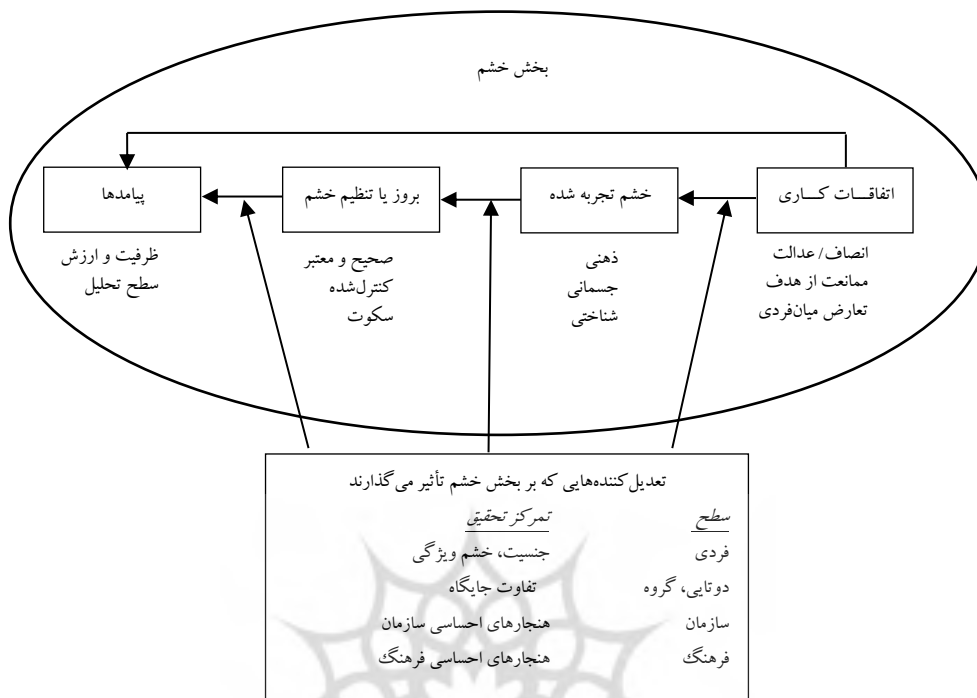 بخش خشم
اتفاقــات کــاری
انصاف/ عدالت
ممانعت از هدف
تعارض میان‌فردی
خشم تجربه شده
ذهنی
جسمانی
شناختی
بروز یا تنظیم خشم
صحیح و معتبر
کنترل‌شده
سکوت
پیامدها
ظرفیت و ارزش
سطح تحلیل
تعدیل‌کننده‌هایی که بر بخش خشم تأثیر می‌گذارند
سطح تمرکز تحقیق
فردی جنسیت، خشم ویژگی
دوتایی، گروه تفاوت جایگاه
سازمان هنجارهای احساسی سازمان
فرهنگ هنجارهای احساسی فرهنگ